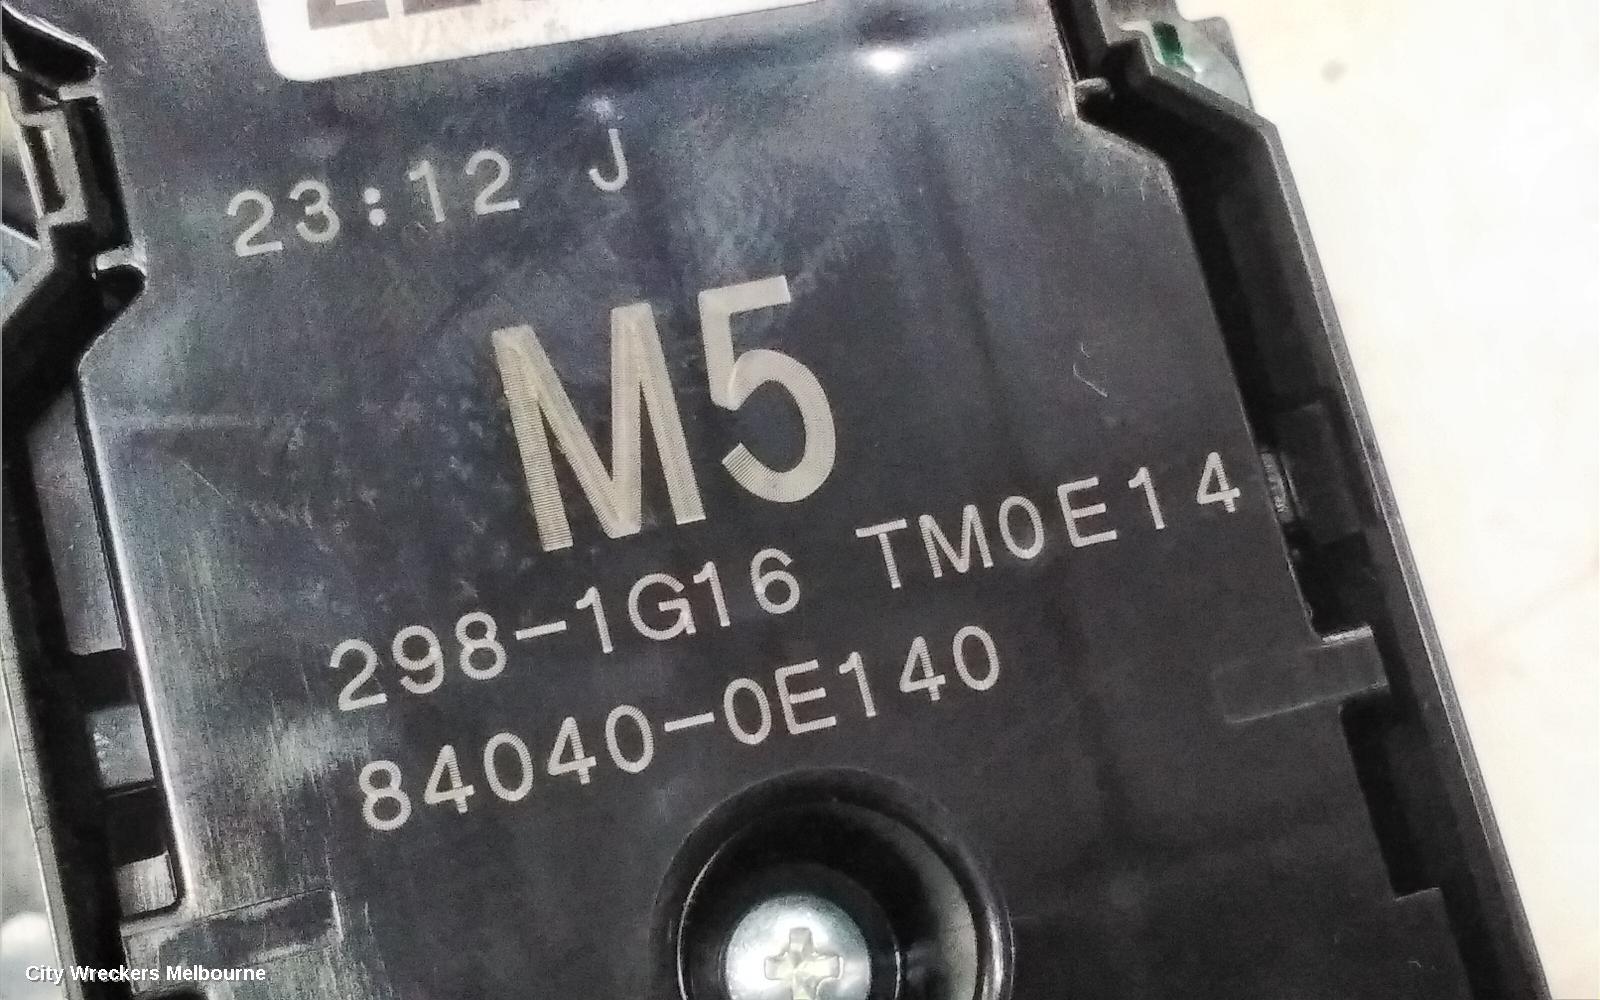 23:12 J
M5
298-1G16 TM0E14
84040-0E140
City Wreckers Melbourne